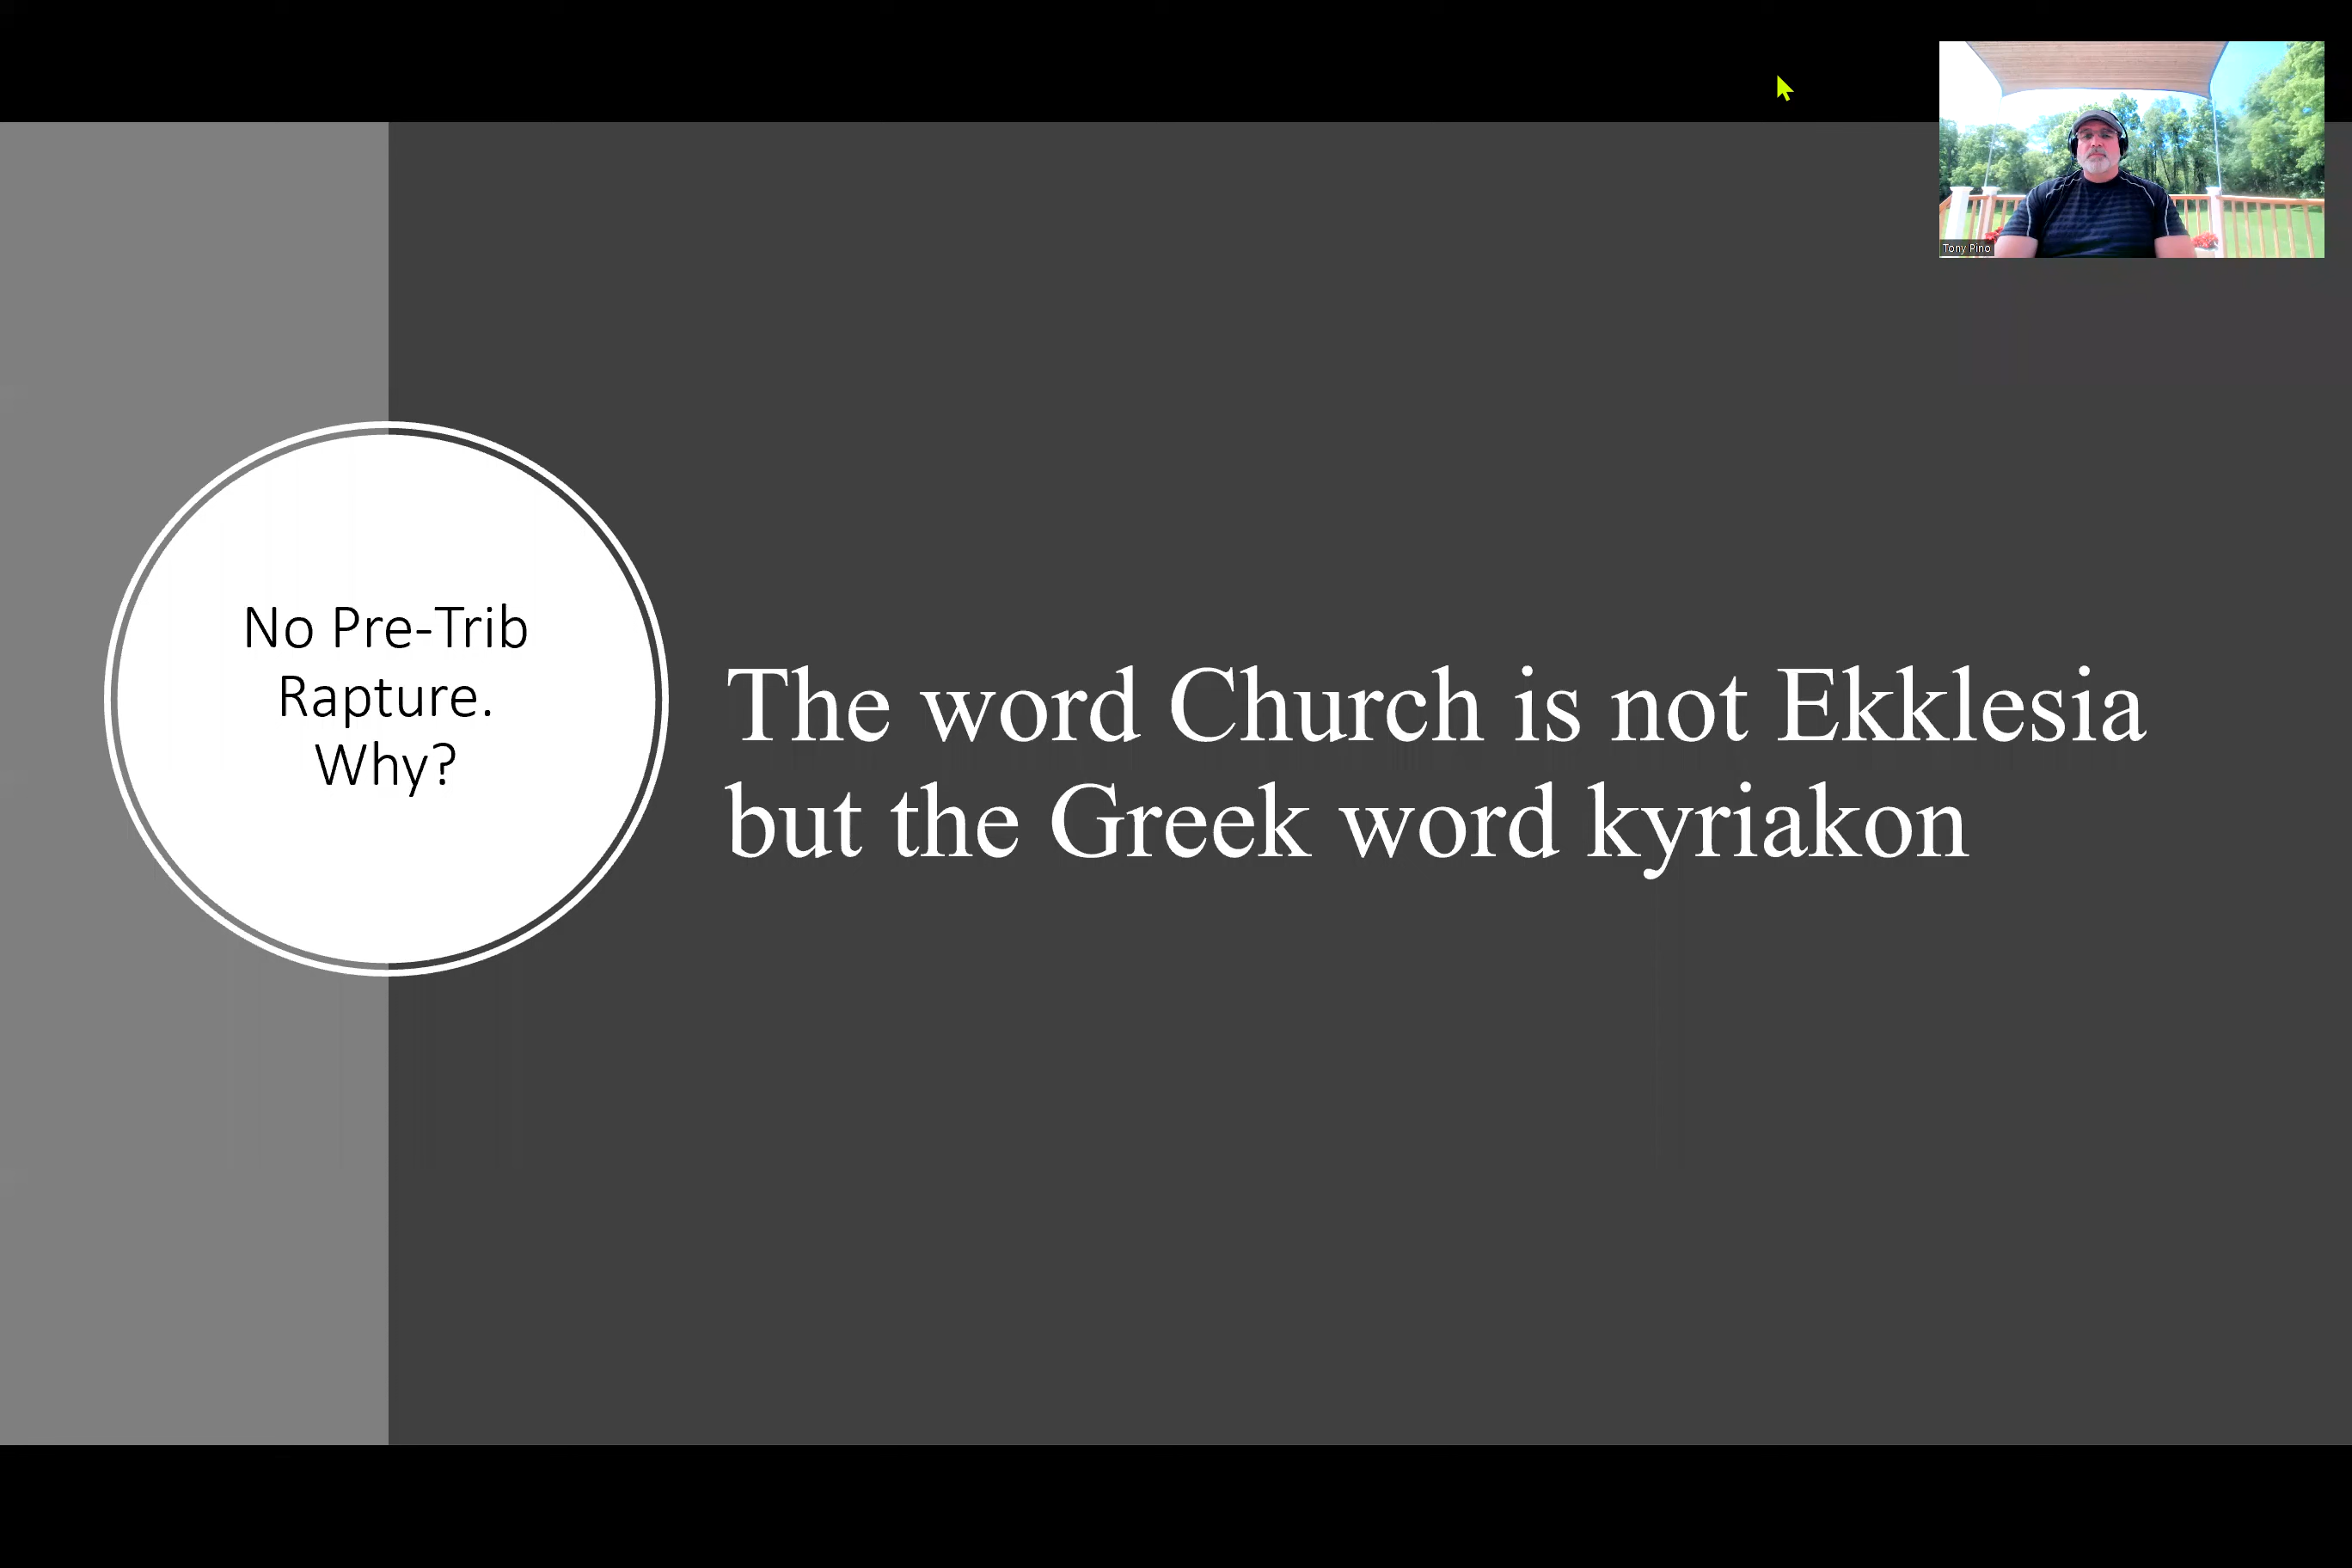 Tony Pino
No Pre-Trib
Rapture.
Why?
The word Church is not Ekklesia
but the Greek word kyriakon